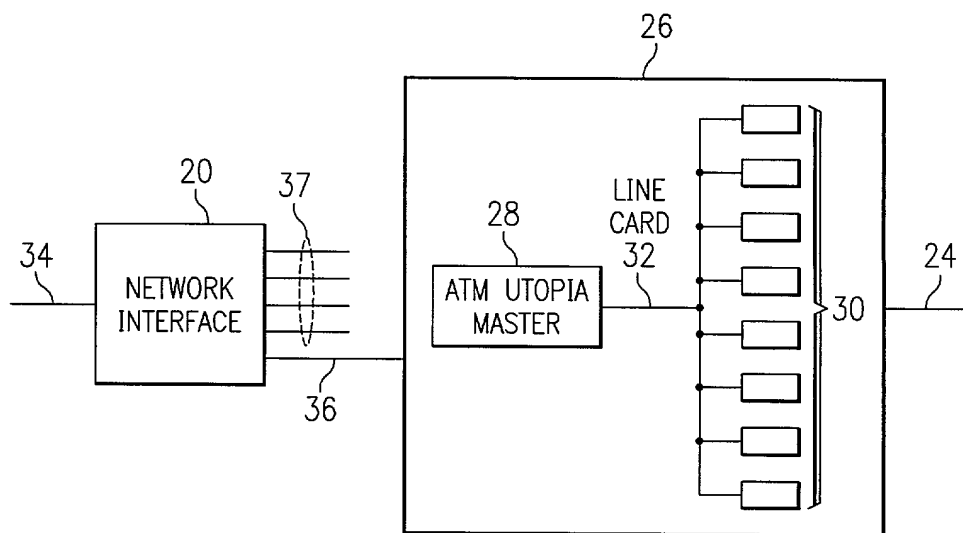 26
20
37
34
NETWORK
INTERFACE
36
28
ATM UTOPIA
MASTER
LINE
CARD
32
30
24